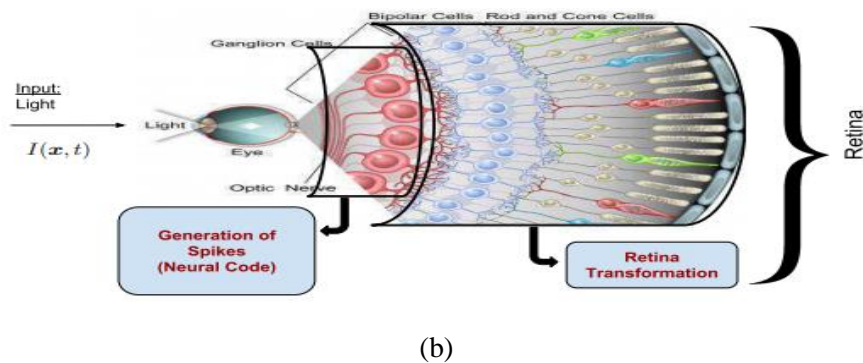 Bipolar Cells Rod and Cone Cells
Ganglion Cells
Input:
Light
Light
I(x, t)
Eye
Optic Nerve
Retina
Generation of
Spikes
(Neural Code)
Retina
Transformation
(b)